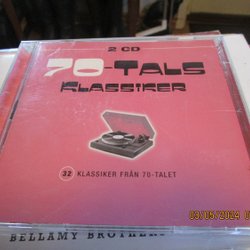 2 CD
70-TALS
KLASSIKER
32 KLASSIKER FRÅN 70-TALET
03/05/2024
BELLAMY BROTHERS